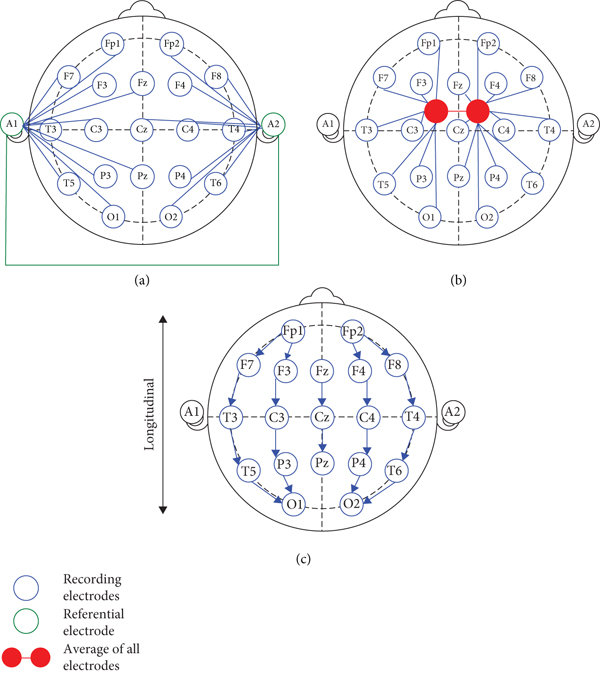 Fp1 Fp2
F7 F3 Fz F4 F8
A1 T3 C3 Cz C4 T4 A2
T5 P3 Pz P4 T6
O1 O2
(a)
Fp1 Fp2
F7 F3 Fz F4 F8
A1 T3 C3 Cz C4 T4 A2
T5 P3 Pz P4 T6
O1 O2
(b)
Longitudinal
Fp1 Fp2
F7 F3 Fz F4 F8
A1 T3 C3 Cz C4 T4 A2
T5 P3 Pz P4 T6
O1 O2
(c)
Recording
electrodes
Referential
electrode
Average of all
electrodes